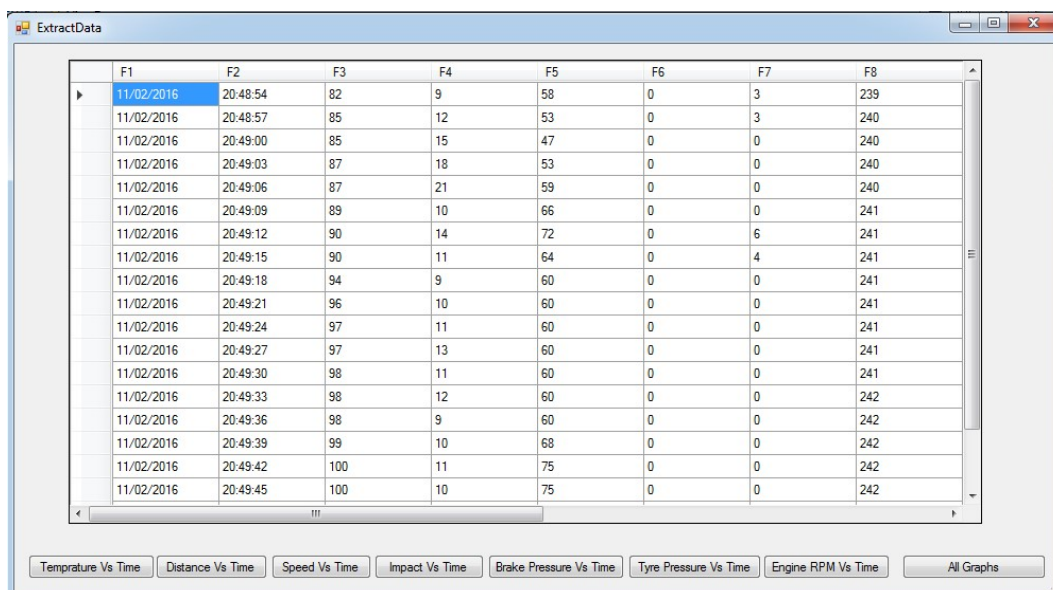 ExtractData
F1 F2 F3 F4 F5 F6 F7 F8
11/02/2016 20:48:54 82 9 58 0 3 239
11/02/2016 20:48:57 85 12 53 0 3 240
11/02/2016 20:49:00 85 15 47 0 0 240
11/02/2016 20:49:03 87 18 53 0 0 240
11/02/2016 20:49:06 87 21 59 0 0 240
11/02/2016 20:49:09 89 10 66 0 0 241
11/02/2016 20:49:12 90 14 72 0 6 241
11/02/2016 20:49:15 90 11 64 0 4 241
11/02/2016 20:49:18 94 9 60 0 0 241
11/02/2016 20:49:21 96 10 60 0 0 241
11/02/2016 20:49:24 97 11 60 0 0 241
11/02/2016 20:49:27 97 13 60 0 0 241
11/02/2016 20:49:30 98 11 60 0 0 241
11/02/2016 20:49:33 98 12 60 0 0 242
11/02/2016 20:49:36 98 9 60 0 0 242
11/02/2016 20:49:39 99 10 68 0 0 242
11/02/2016 20:49:42 100 11 75 0 0 242
11/02/2016 20:49:45 100 10 75 0 0 242
Temprature Vs Time Distance Vs Time Speed Vs Time Impact Vs Time Brake Pressure Vs Time Tyre Pressure Vs Time Engine RPM Vs Time All Graphs